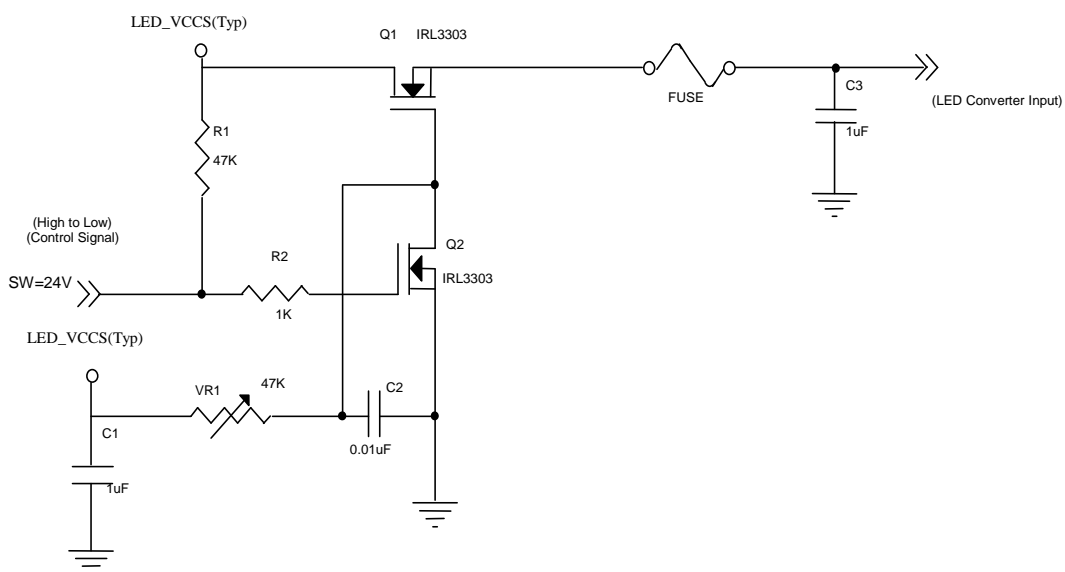 LED_VCCS(Typ)
Q1 IRL3303
FUSE
C3
1uF
(LED Converter Input)
R1
47K
(High to Low)
(Control Signal)
SW=24V
R2
1K
Q2
IRL3303
LED_VCCS(Typ)
VR1 47K
C2
0.01uF
C1
1uF